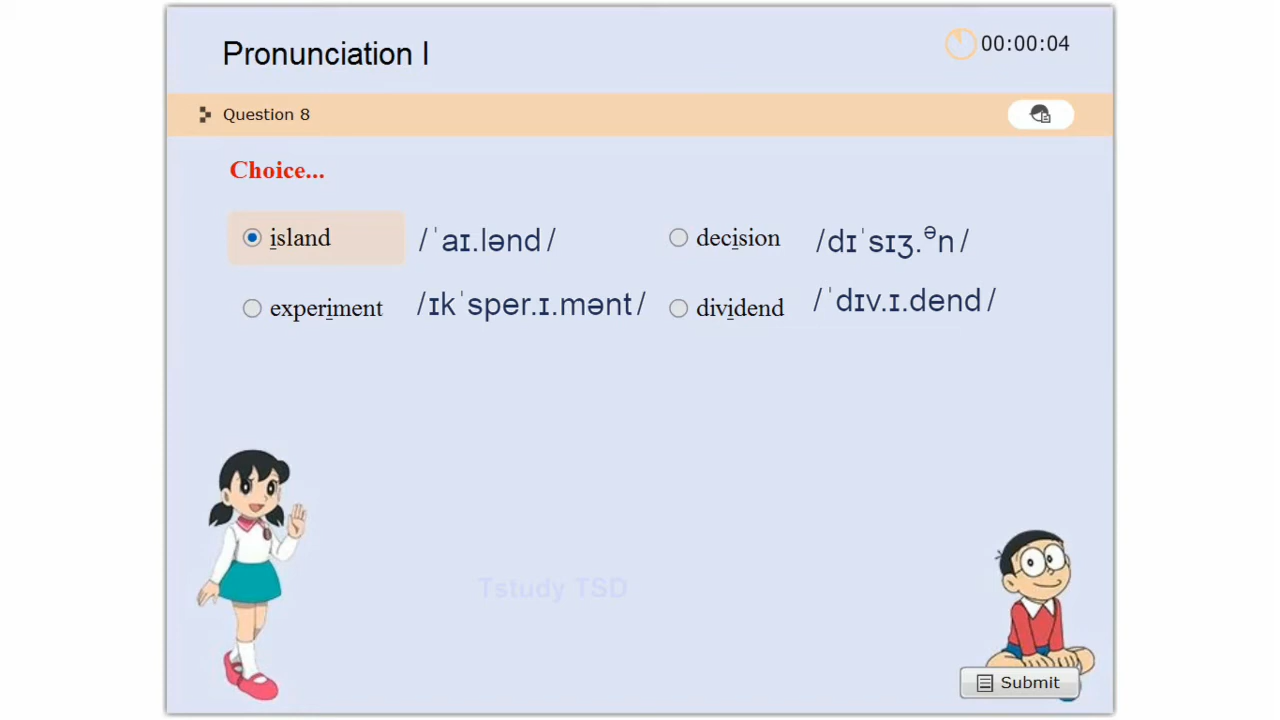 Pronunciation I
00:00:04
Question 8
Choice...
island /ˈaɪ.lənd/ decision /dɪˈsɪʒ.ᵊn/
experiment /ɪkˈsper.ɪ.mənt/ dividend /ˈdɪv.ɪ.dend/
Tstudy TSD
Submit